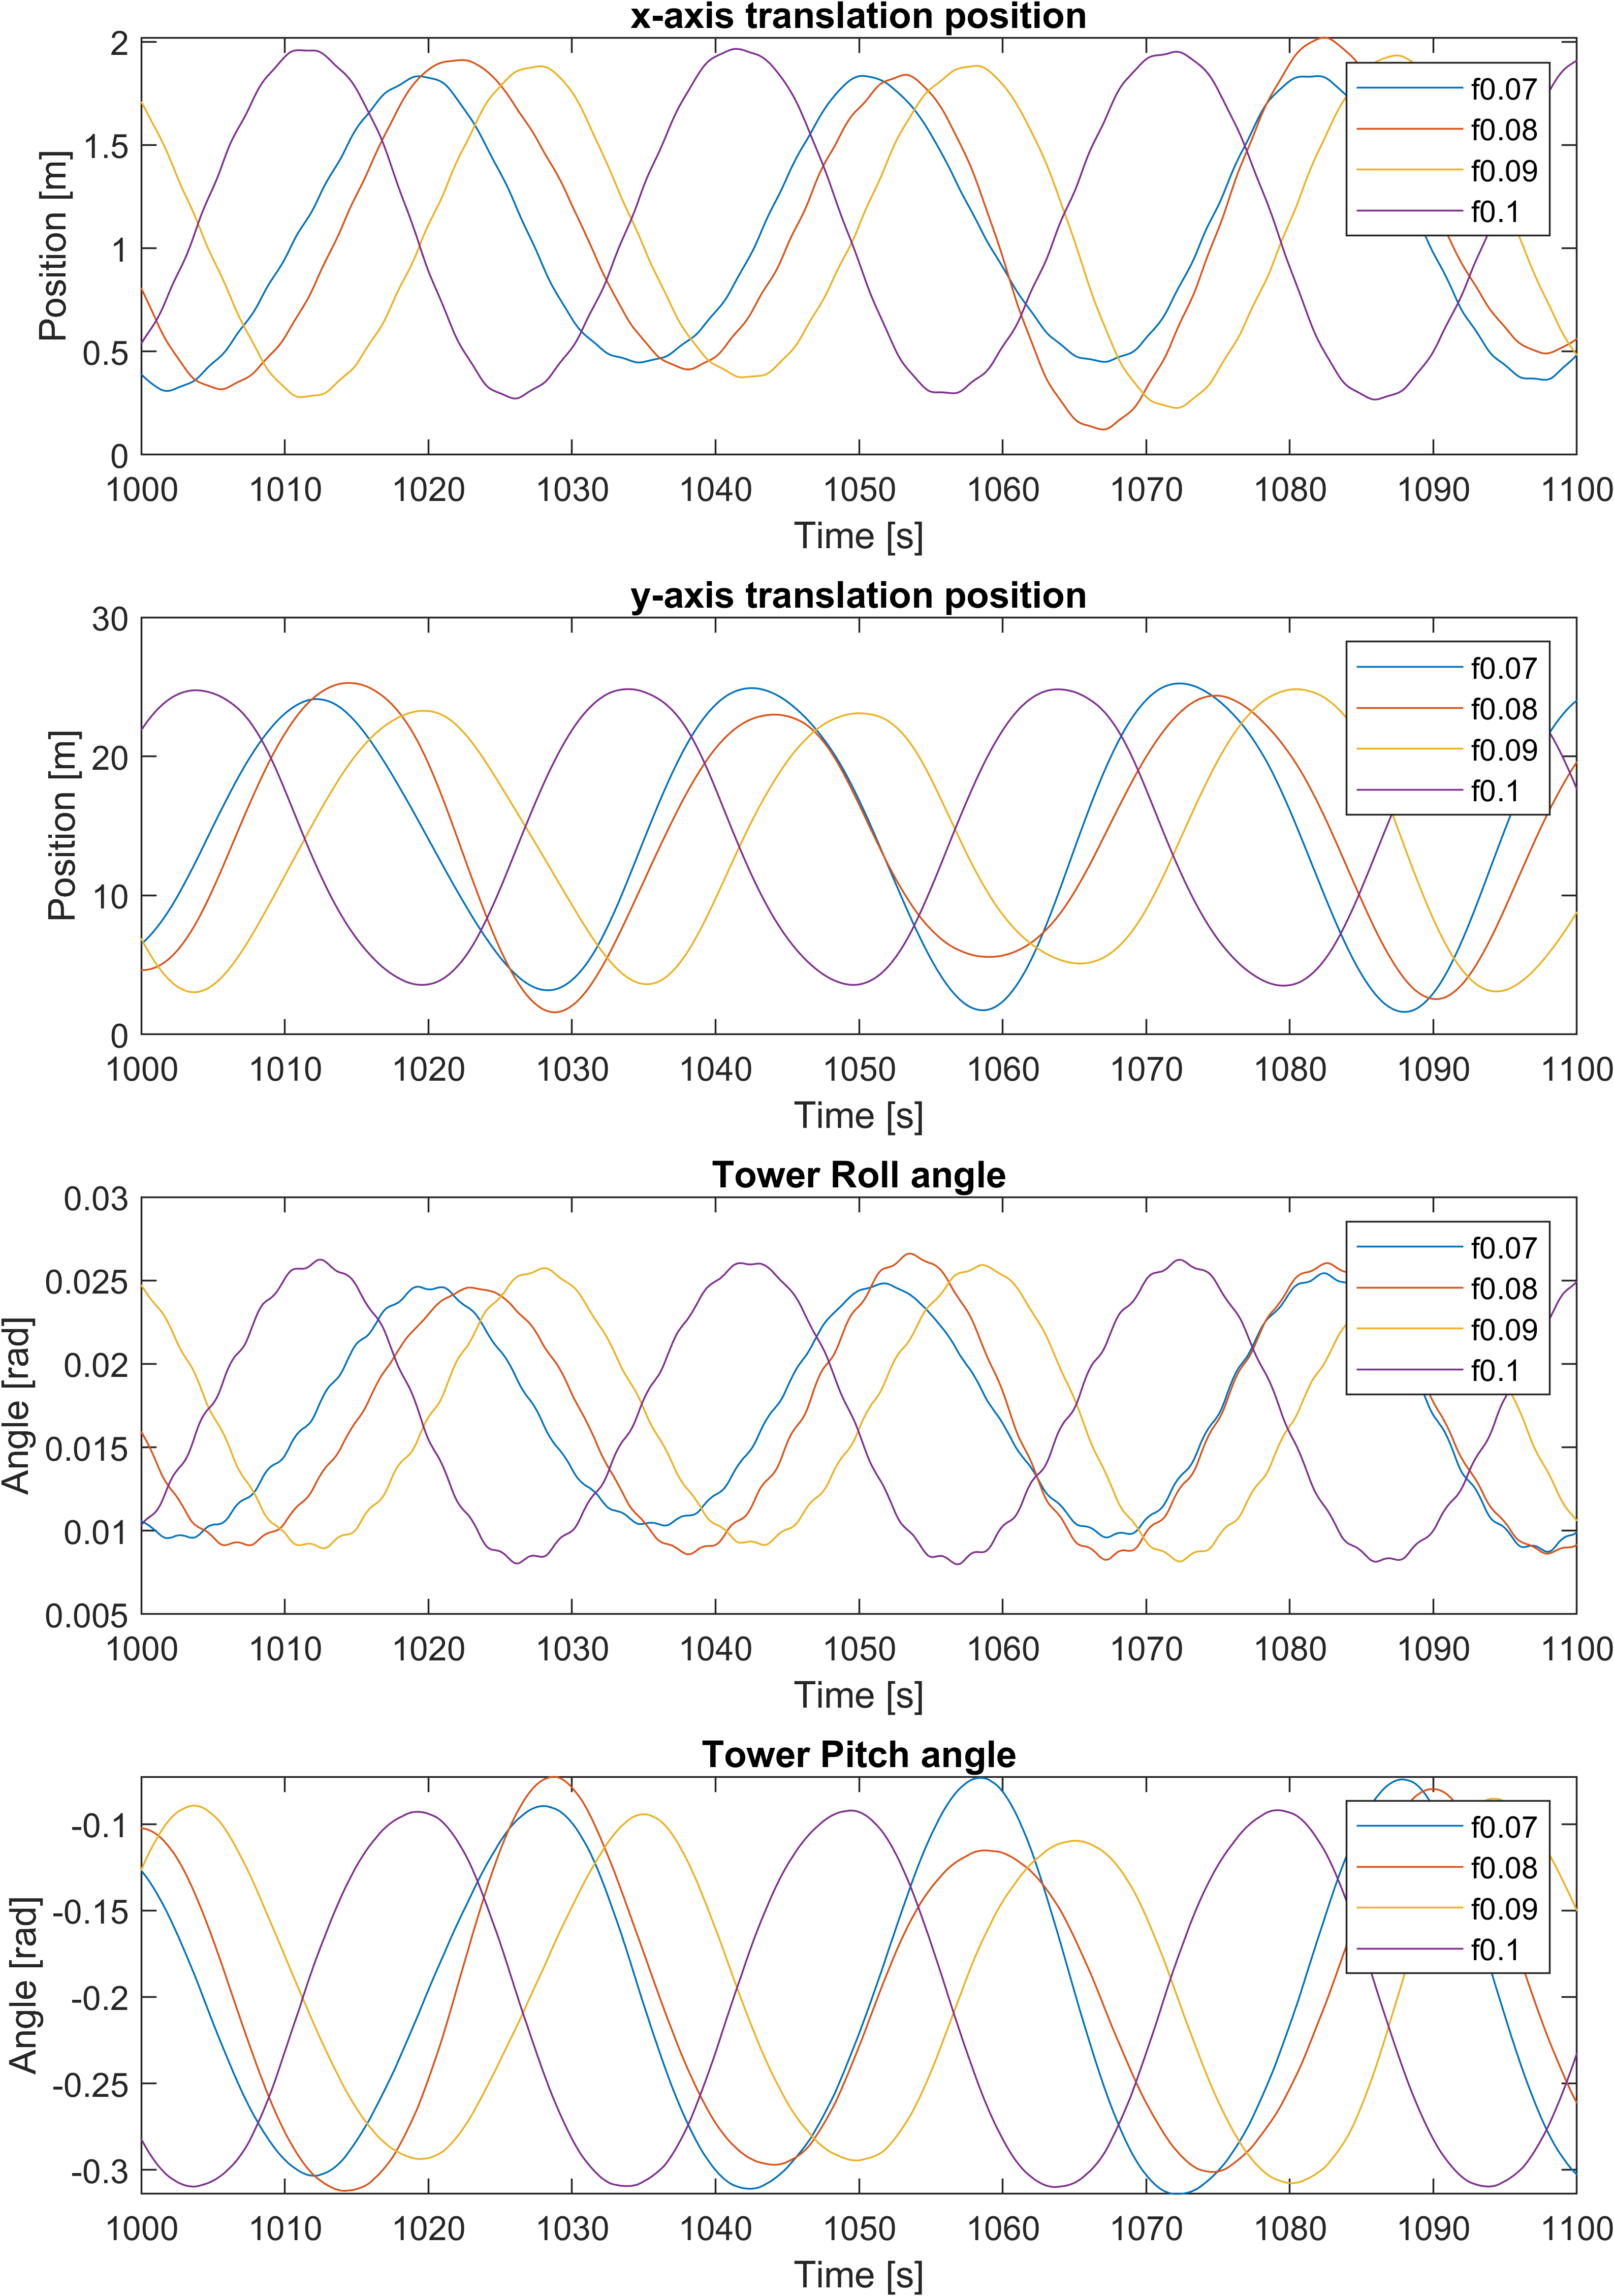 x-axis translation position
2
1.5
1
0.5
0
Position [m]
f0.07
f0.08
f0.09
f0.1
1000 1010 1020 1030 1040 1050 1060 1070 1080 1090 1100
Time [s]
y-axis translation position
30
20
10
0
Position [m]
f0.07
f0.08
f0.09
f0.1
1000 1010 1020 1030 1040 1050 1060 1070 1080 1090 1100
Time [s]
Tower Roll angle
0.03
0.025
0.02
0.015
0.01
0.005
Angle [rad]
f0.07
f0.08
f0.09
f0.1
1000 1010 1020 1030 1040 1050 1060 1070 1080 1090 1100
Time [s]
Tower Pitch angle
-0.1
-0.15
-0.2
-0.25
-0.3
Angle [rad]
f0.07
f0.08
f0.09
f0.1
1000 1010 1020 1030 1040 1050 1060 1070 1080 1090 1100
Time [s]